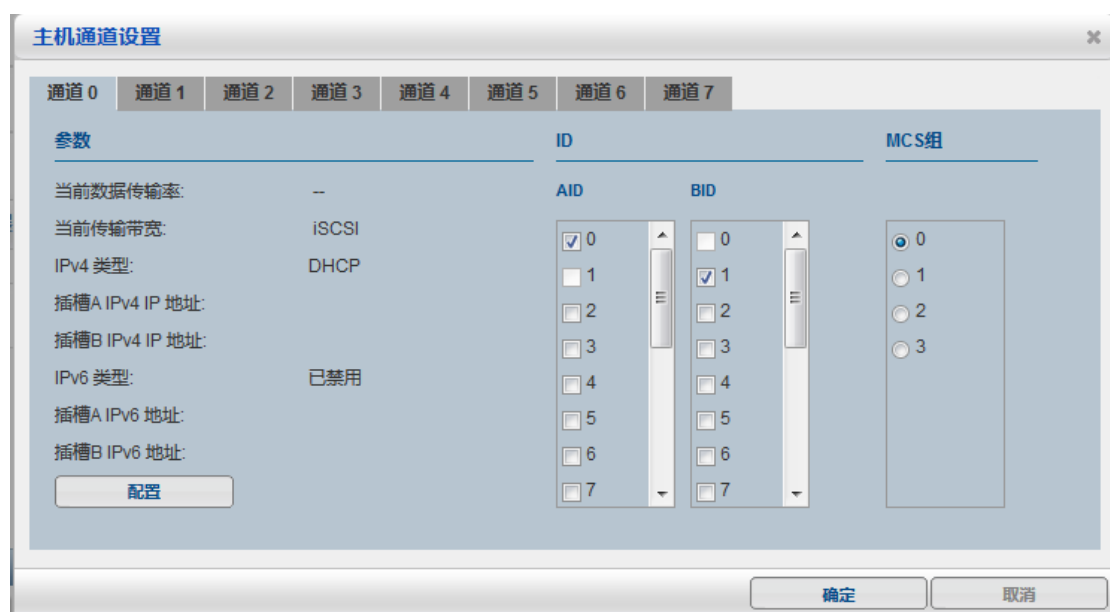 主机通道设置
通道 0 通道 1 通道 2 通道 3 通道 4 通道 5 通道 6 通道 7
参数
当前数据传输率: --
当前传输带宽: iSCSI
IPv4 类型: DHCP
插槽A IPv4 IP 地址:
插槽B IPv4 IP 地址:
IPv6 类型: 已禁用
插槽A IPv6 地址:
插槽B IPv6 地址:
配置
ID
AID BID
0 0
1 1
2 2
3 3
4 4
5 5
6 6
7 7
MCS组
0
1
2
3
确定 取消